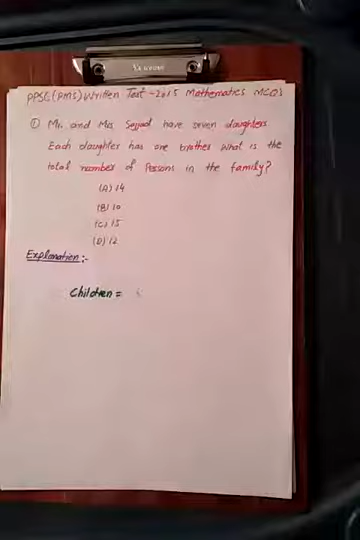 PPSC(PMS) Written Test-2015 Mathematics MCQ's
① Mr. and Mrs Sajjad have seven daughters
Each daughter has one brother what is the
total number of Persons in the family?
(A) 14
(B) 10
(C) 15
(D) 12
Explanation:-
Children =